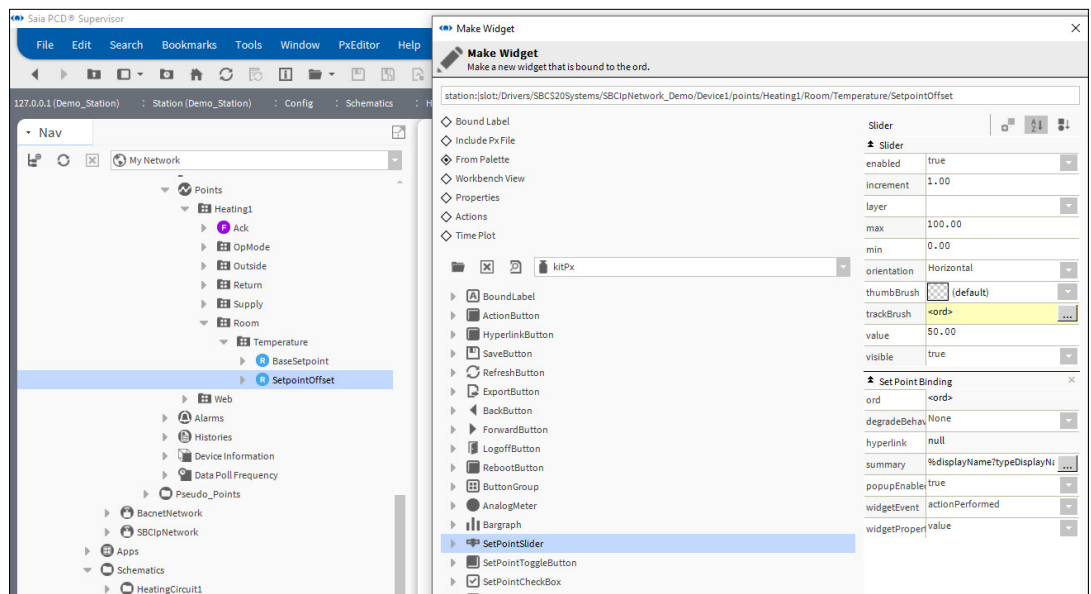 Saia PCD® Supervisor
File Edit Search Bookmarks Tools Window PxEditor Help
127.0.0.1 (Demo_Station) : Station (Demo_Station) : Config : Schematics : H
Nav
My Network
Points
Heating1
F Ack
OpMode
Outside
Return
Supply
Room
Temperature
R BaseSetpoint
R SetpointOffset
Web
Alarms
Histories
Device Information
Data Poll Frequency
Pseudo_Points
BacnetNetwork
SBCIpNetwork
Apps
Schematics
HeatingCircuit1
Make Widget
Make Widget
Make a new widget that is bound to the ord.
station:|slot:/Drivers/SBC$20Systems/SBCIpNetwork_Demo/Device1/points/Heating1/Room/Temperature/SetpointOffset
Bound Label
Include Px File
From Palette
Workbench View
Properties
Actions
Time Plot
kitPx
A BoundLabel
ActionButton
HyperlinkButton
SaveButton
RefreshButton
ExportButton
BackButton
ForwardButton
LogoffButton
RebootButton
ButtonGroup
AnalogMeter
Bargraph
SetPointSlider
SetPointToggleButton
SetPointCheckBox
Slider
Slider
enabled true
increment 1.00
layer
max 100.00
min 0.00
orientation Horizontal
thumbBrush (default)
trackBrush <ord> ...
value 50.00
visible true
Set Point Binding
ord <ord>
degradeBehav None
hyperlink null
summary %displayName?typeDisplayNa ...
popupEnable true
widgetEvent actionPerformed
widgetProper value